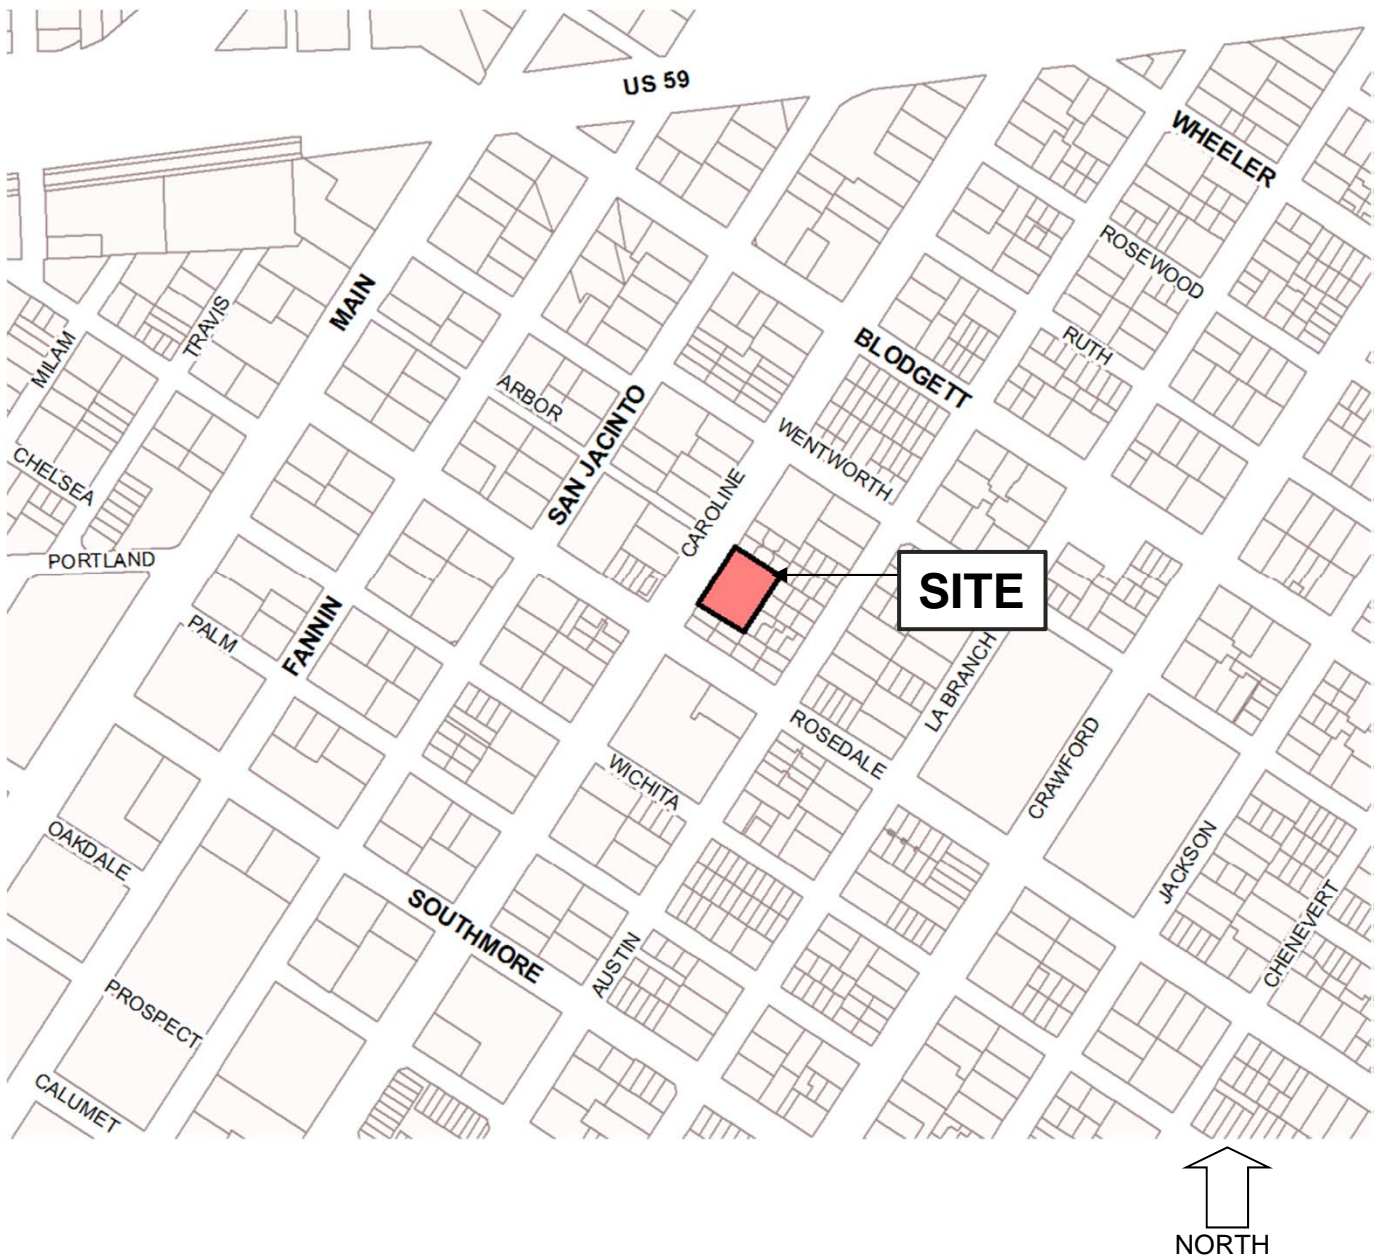 US 59
WHEELER
ROSEWOOD
MAIN
TRAVIS
MILAM
RUTH
BLODGETT
ARBOR
SAN JACINTO
WENTWORTH
CHELSEA
CAROLINE
PORTLAND
SITE
PALM
FANNIN
LA BRANCH
ROSEDALE
CRAWFORD
WICHITA
OAKDALE
JACKSON
SOUTHMORE
CHENEVERT
AUSTIN
PROSPECT
CALUMET
NORTH